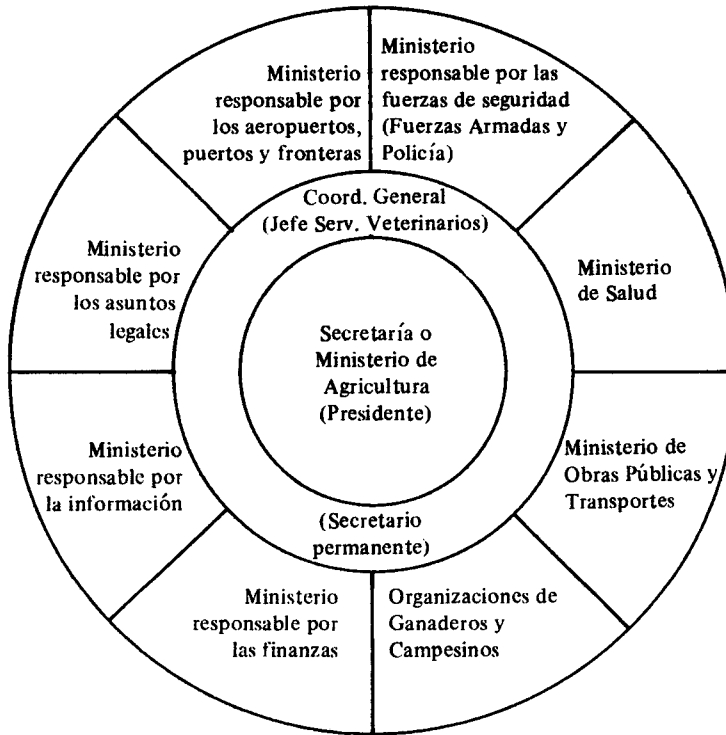 Ministerio
responsable por
los aeropuertos,
puertos y fronteras
Ministerio
responsable por las
fuerzas de seguridad
(Fuerzas Armadas y
Policía)
Coord. General
(Jefe Serv. Veterinarios)
Ministerio
responsable por
los asuntos
legales
Ministerio
de Salud
Secretaría o
Ministerio de
Agricultura
(Presidente)
Ministerio
responsable por
la información
Ministerio de
Obras Públicas y
Transportes
(Secretario
permanente)
Ministerio
responsable por
las finanzas
Organizaciones de
Ganaderos y
Campesinos